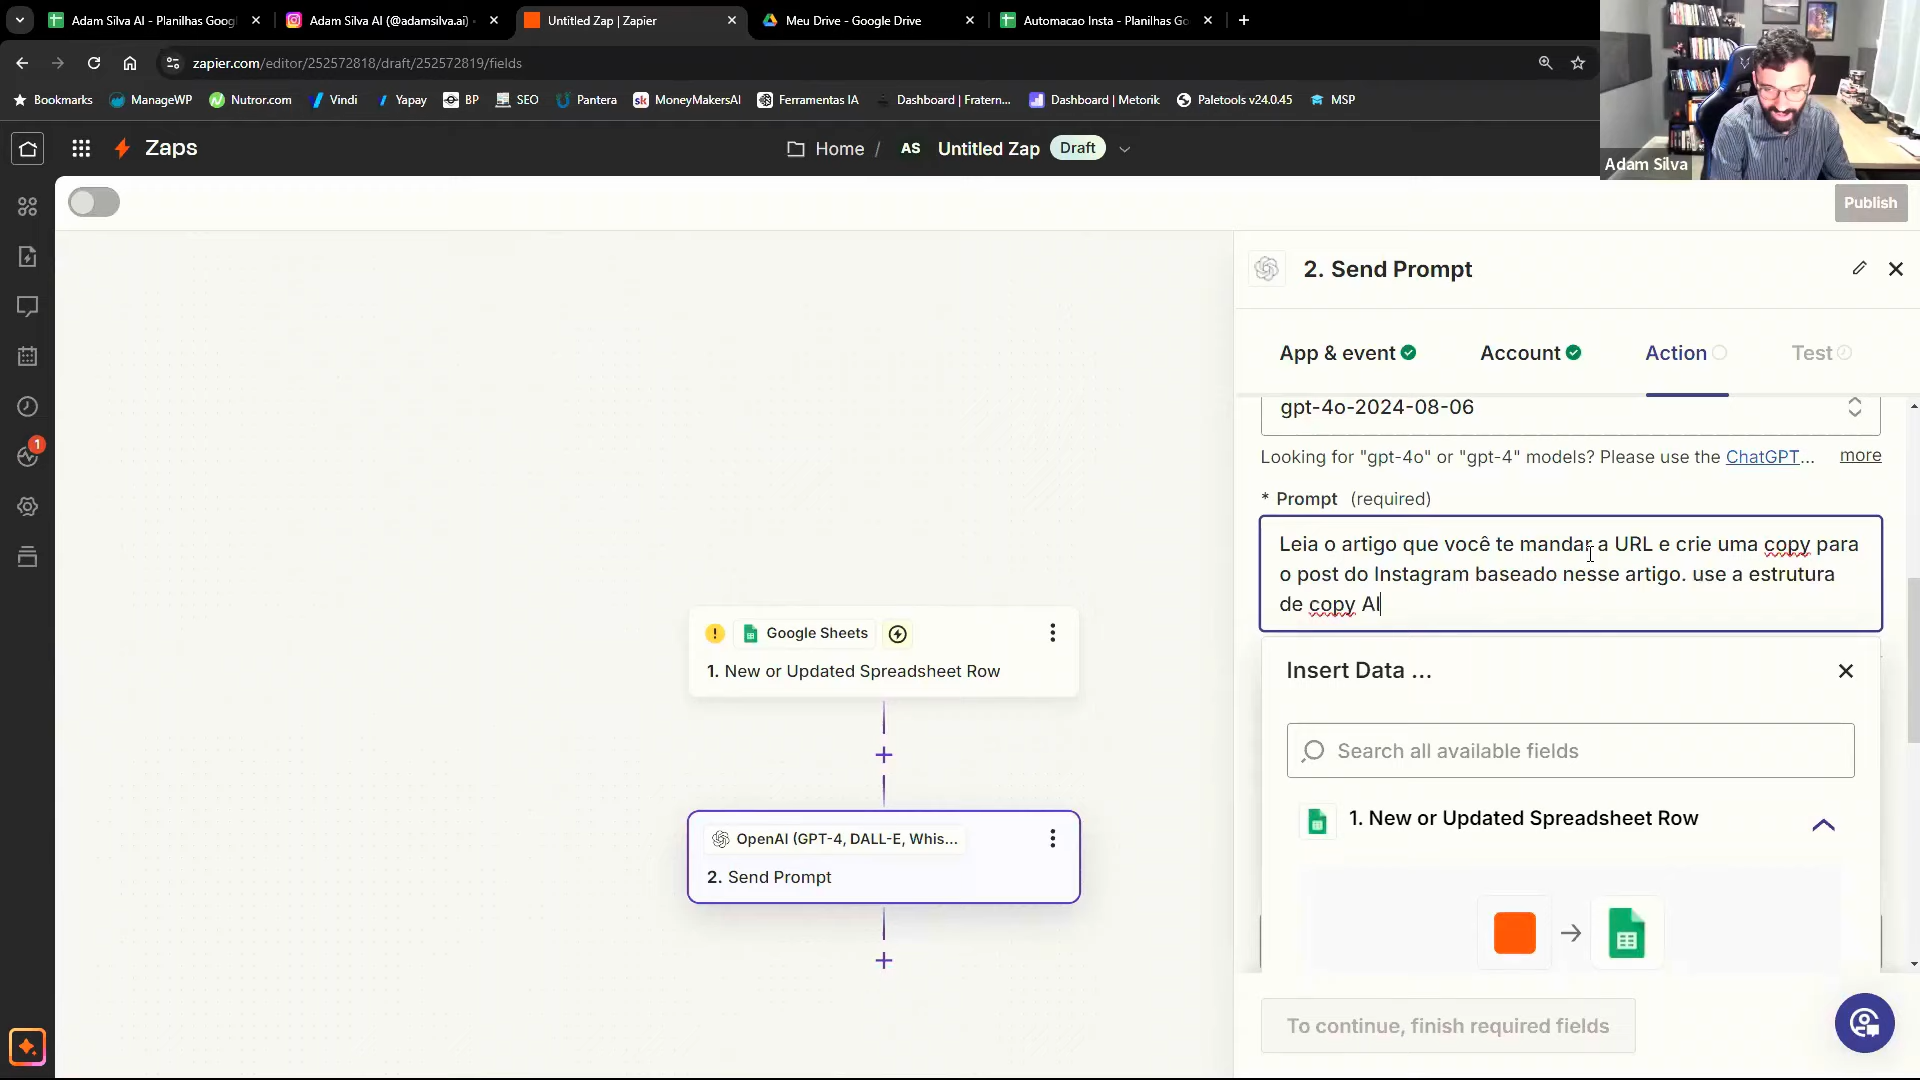 Adam Silva AI - Planilhas Goog
Adam Silva AI (@adamsilva.ai)
Untitled Zap | Zapier
Meu Drive - Google Drive
Automacao Insta - Planilhas Go
zapier.com/editor/252572818/draft/252572819/fields
Bookmarks
ManageWP
Nutror.com
Vindi
Yapay
BP
SEO
Pantera
sk MoneyMakersAI
Ferramentas IA
Dashboard | Fratern...
Dashboard | Metorik
Paletools v24.0.45
MSP
Adam Silva
Zaps
Home / AS Untitled Zap Draft
Publish
1
2. Send Prompt
App & event
Account
Action
Test
gpt-4o-2024-08-06
Looking for "gpt-4o" or "gpt-4" models? Please use the ChatGPT... more
* Prompt (required)
Leia o artigo que você te mandar a URL e crie uma copy para
o post do Instagram baseado nesse artigo. use a estrutura
de copy AI
Insert Data ...
Search all available fields
1. New or Updated Spreadsheet Row
Google Sheets
1. New or Updated Spreadsheet Row
OpenAI (GPT-4, DALL-E, Whis...
2. Send Prompt
To continue, finish required fields